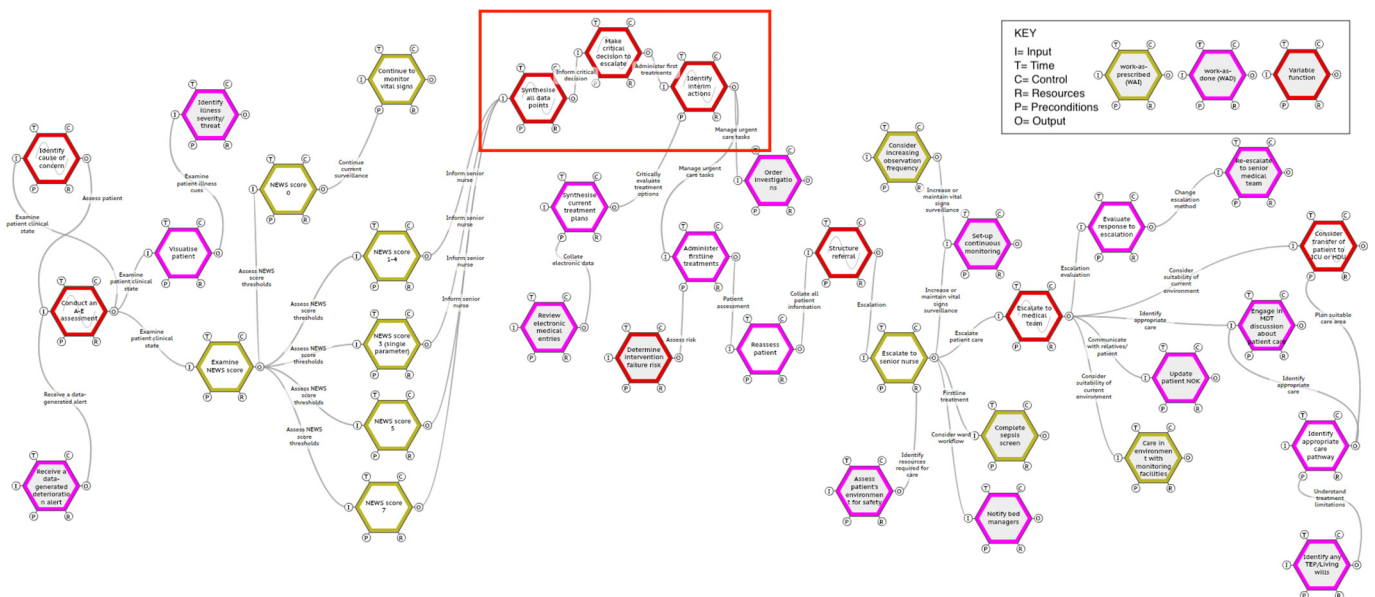 KEY
I= Input
T= Time
C= Control
R= Resources
P= Preconditions
O= Output
work-as-
prescribed
(WAI)
work-as-
done (WAD)
Variable
function
Identify
cause of
concern
Examine
patient clinical
state
Assess patient
Conduct an
A-E
assessment
Receive a data-
generated alert
Receive a
data-
generated
deterioratio
n alert
Identify
illness
severity/
threat
Examine
patient illness
cues
Visualise
patient
Examine
patient clinical
state
Examine
patient clinical
state
Examine
NEWS score
Continue to
monitor
vital signs
Continue
current
surveillance
NEWS score
0
Assess NEWS
score
thresholds
NEWS score
1-4
Assess NEWS
score
thresholds
NEWS score
3 (single
parameter)
Assess NEWS
score
thresholds
NEWS score
5
Assess NEWS
score
thresholds
NEWS score
7
Assess NEWS
score
thresholds
Inform senior
nurse
Inform senior
nurse
Inform senior
nurse
Inform senior
nurse
Synthesise
all data
points
Inform critical
decision
Make
critical
decision to
escalate
Administer first
treatments
Identify
interim
actions
Manage urgent
care tasks
Manage urgent
care tasks
Critically
evaluate
treatment
options
Order
investigatio
ns
Synthesise
current
treatment
plans
Collate
electronic data
Review
electronic
medical
entries
Administer
firstline
treatments
Assess risk
Determine
intervention
failure risk
Patient
assessment
Reassess
patient
Collate all
patient
information
Structure
referral
Escalation
Escalate to
senior nurse
Consider
increasing
observation
frequency
Increase or
maintain vital
signs
surveillance
Set-up
continuous
monitoring
Increase or
maintain vital
signs
surveillance
Escalate
patient care
Firstline
treatment
Complete
sepsis
screen
Consider ward
workflow
Identify
resources
required for
care
Assess
patient's
environmen
t for safety
Notify bed
managers
Escalate to
medical
team
Escalation
evaluation
Evaluate
response to
escalation
Change
escalation
method
Re-escalate
to senior
medical
team
Consider
suitability of
current
environment
Consider
transfer of
patient to
ICU or HDU
Plan suitable
care area
Identify
appropriate
care
Engage in
MDT
discussion
about
patient care
Identify
appropriate
care
Communicate
with relatives/
patient
Update
patient NOK
Consider
suitability of
current
environment
Care in
environmen
t with
monitoring
facilities
Identify
appropriate
care
pathway
Understand
treatment
limitations
Identify any
TEP/Living
wills